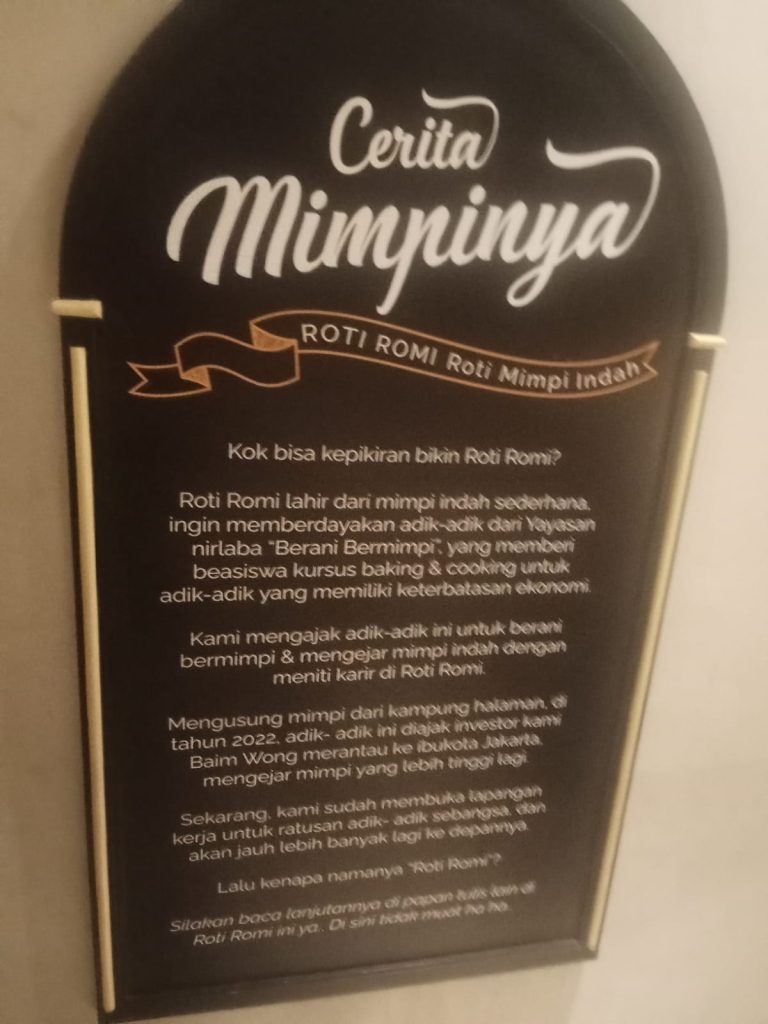 Cerita
Mimpinya
ROTI ROMI Roti Mimpi Indah
Kok bisa kepikiran bikin Roti Romi?
Roti Romi lahir dari mimpi indah sederhana,
ingin memberdayakan adik-adik dari Yayasan
nirlaba "Berani Bermimpi", yang memberi
beasiswa kursus baking & cooking untuk
adik-adik yang memiliki keterbatasan ekonomi.
Kami mengajak adik-adik ini untuk berani
bermimpi & mengejar mimpi indah dengan
meniti karir di Roti Romi.
Mengusung mimpi dari kampung halaman, di
tahun 2022, adik- adik ini diajak investor kami
Baim Wong merantau ke ibukota Jakarta,
mengejar mimpi yang lebih tinggi lagi.
Sekarang, kami sudah membuka lapangan
kerja untuk ratusan adik- adik sebangsa, dan
akan jauh lebih banyak lagi ke depannya.
Lalu kenapa namanya "Roti Romi"?
Silakan baca lanjutannya di papan tulis lain di
Roti Romi ini ya.. Di sini tidak muat ha ha..